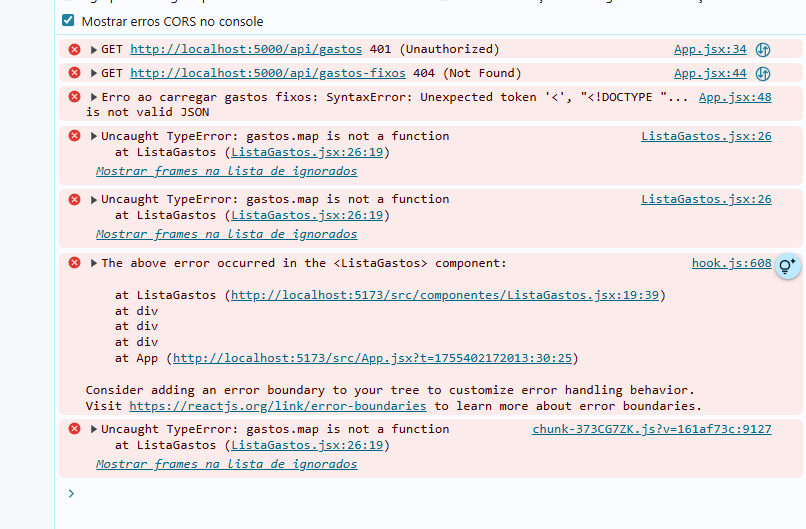 Mostrar erros CORS no console
GET http://localhost:5000/api/gastos 401 (Unauthorized) App.jsx:34
GET http://localhost:5000/api/gastos-fixos 404 (Not Found) App.jsx:44
Erro ao carregar gastos fixos: SyntaxError: Unexpected token '<', "<!DOCTYPE "... App.jsx:48
is not valid JSON
Uncaught TypeError: gastos.map is not a function ListaGastos.jsx:26
at ListaGastos (ListaGastos.jsx:26:19)
Mostrar frames na lista de ignorados
Uncaught TypeError: gastos.map is not a function ListaGastos.jsx:26
at ListaGastos (ListaGastos.jsx:26:19)
Mostrar frames na lista de ignorados
The above error occurred in the <ListaGastos> component: hook.js:608
at ListaGastos (http://localhost:5173/src/componentes/ListaGastos.jsx:19:39)
at div
at div
at div
at App (http://localhost:5173/src/App.jsx?t=1755402172013:30:25)
Consider adding an error boundary to your tree to customize error handling behavior.
Visit https://reactjs.org/link/error-boundaries to learn more about error boundaries.
Uncaught TypeError: gastos.map is not a function chunk-373CG7ZK.js?v=161af73c:9127
at ListaGastos (ListaGastos.jsx:26:19)
Mostrar frames na lista de ignorados